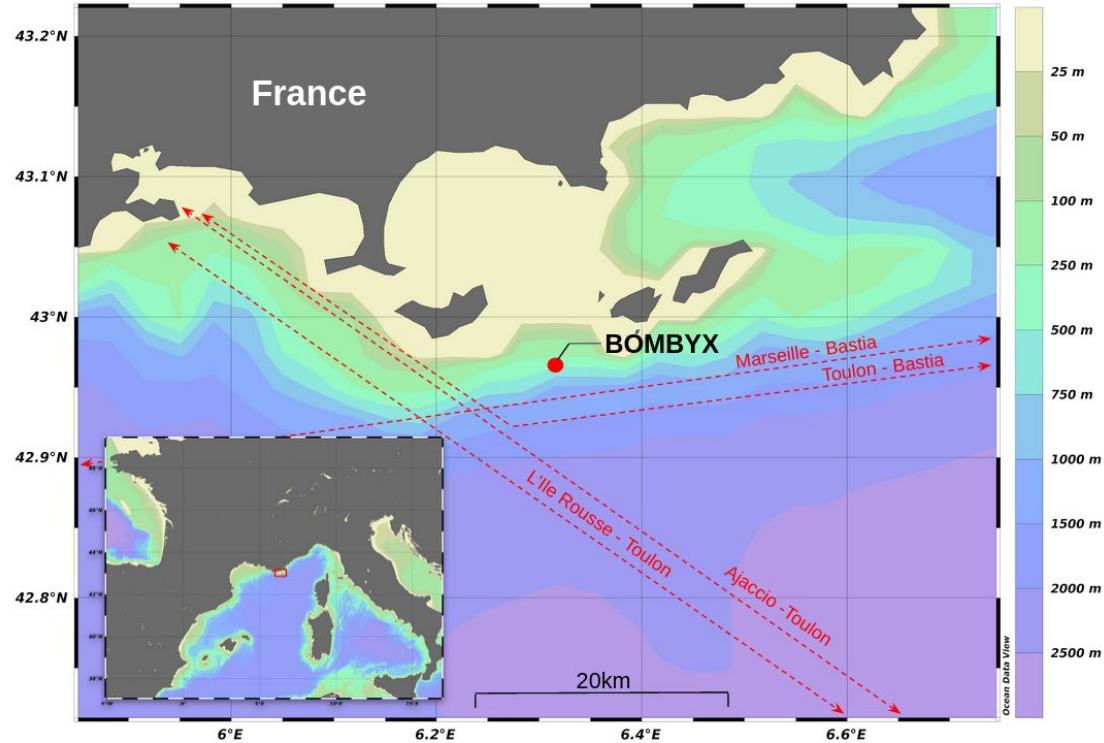 43.2°N
43.1°N
43°N
42.9°N
42.8°N
6°E
6.2°E
6.4°E
6.6°E
France
BOMBYX
Marseille - Bastia
Toulon - Bastia
L'Ile Rousse - Toulon
Ajaccio -Toulon
20km
25 m
50 m
100 m
250 m
500 m
750 m
1000 m
1500 m
2000 m
2500 m
Ocean Data View